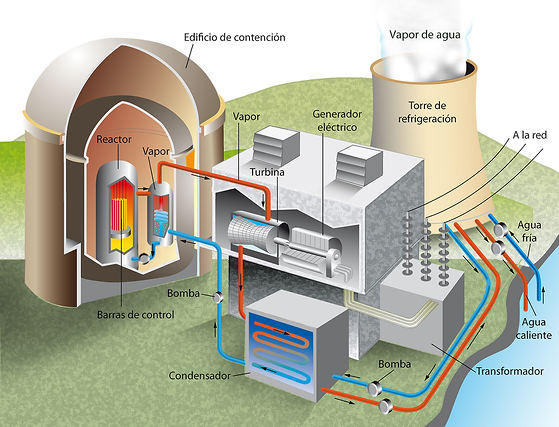 Edificio de contención
Vapor de agua
Vapor
Generador
eléctrico
Torre de
refrigeración
A la red
Reactor
Vapor
Turbina
Agua
fría
Bomba
Barras de control
Agua
caliente
Condensador
Bomba
Transformador